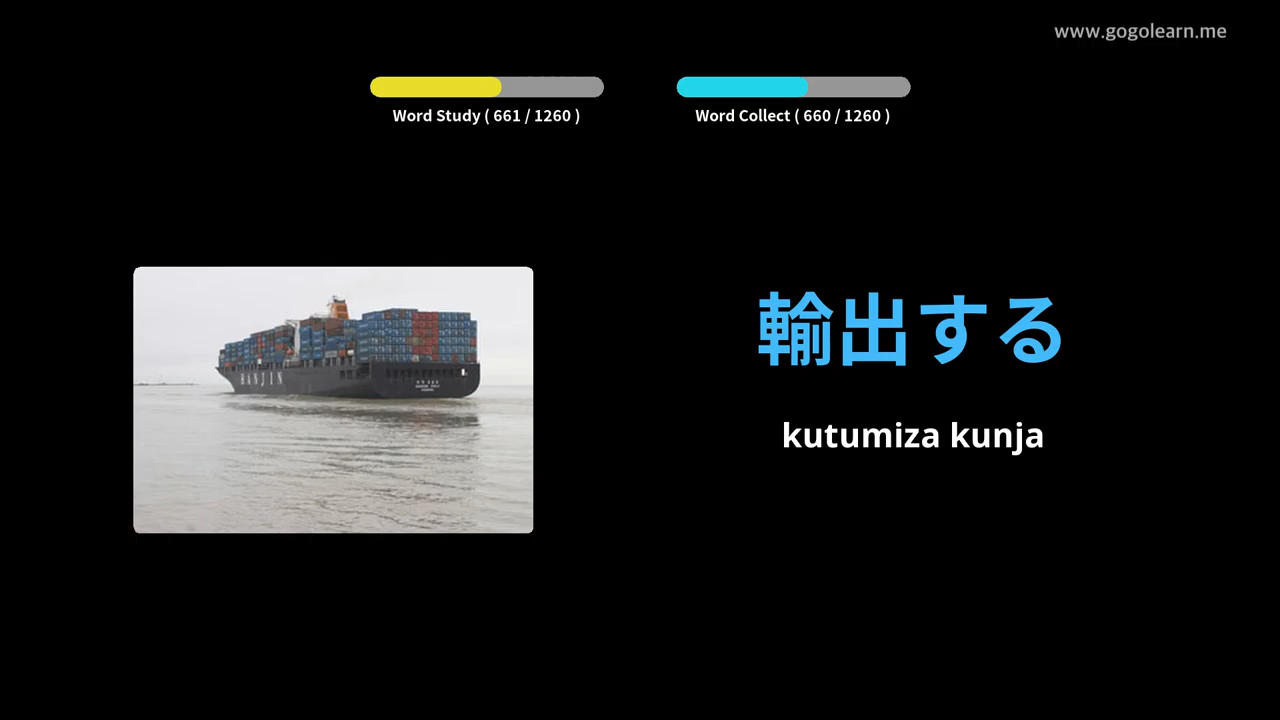 www.gogolearn.me
Word Study ( 661 / 1260 )
Word Collect ( 660 / 1260 )
HANJIN
輸出する
kutumiza kunja